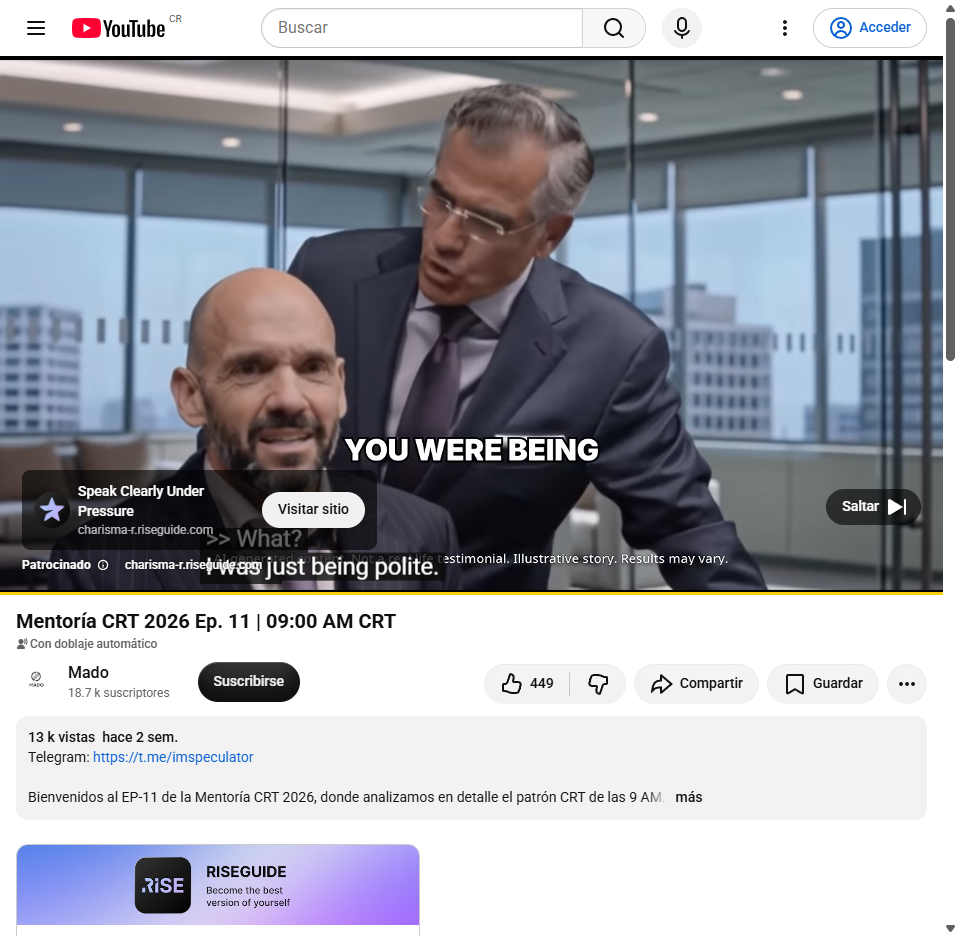 YouTube CR
Buscar
Acceder
YOU WERE BEING
Speak Clearly Under
Pressure
charisma-r.riseguide.com
Visitar sitio
Saltar
>> What?
AI-generated content. Not a real life testimonial. Illustrative story. Results may vary.
I was just being polite.
Patrocinado
charisma-r.riseguide.com
Mentoría CRT 2026 Ep. 11 | 09:00 AM CRT
Con doblaje automático
Mado
18.7 k suscriptores
MADO
Suscribirse
449
Compartir
Guardar
13 k vistas hace 2 sem.
Telegram: https://t.me/imspeculator
Bienvenidos al EP-11 de la Mentoría CRT 2026, donde analizamos en detalle el patrón CRT de las 9 AM. más
.RISE
RISEGUIDE
Become the best
version of yourself